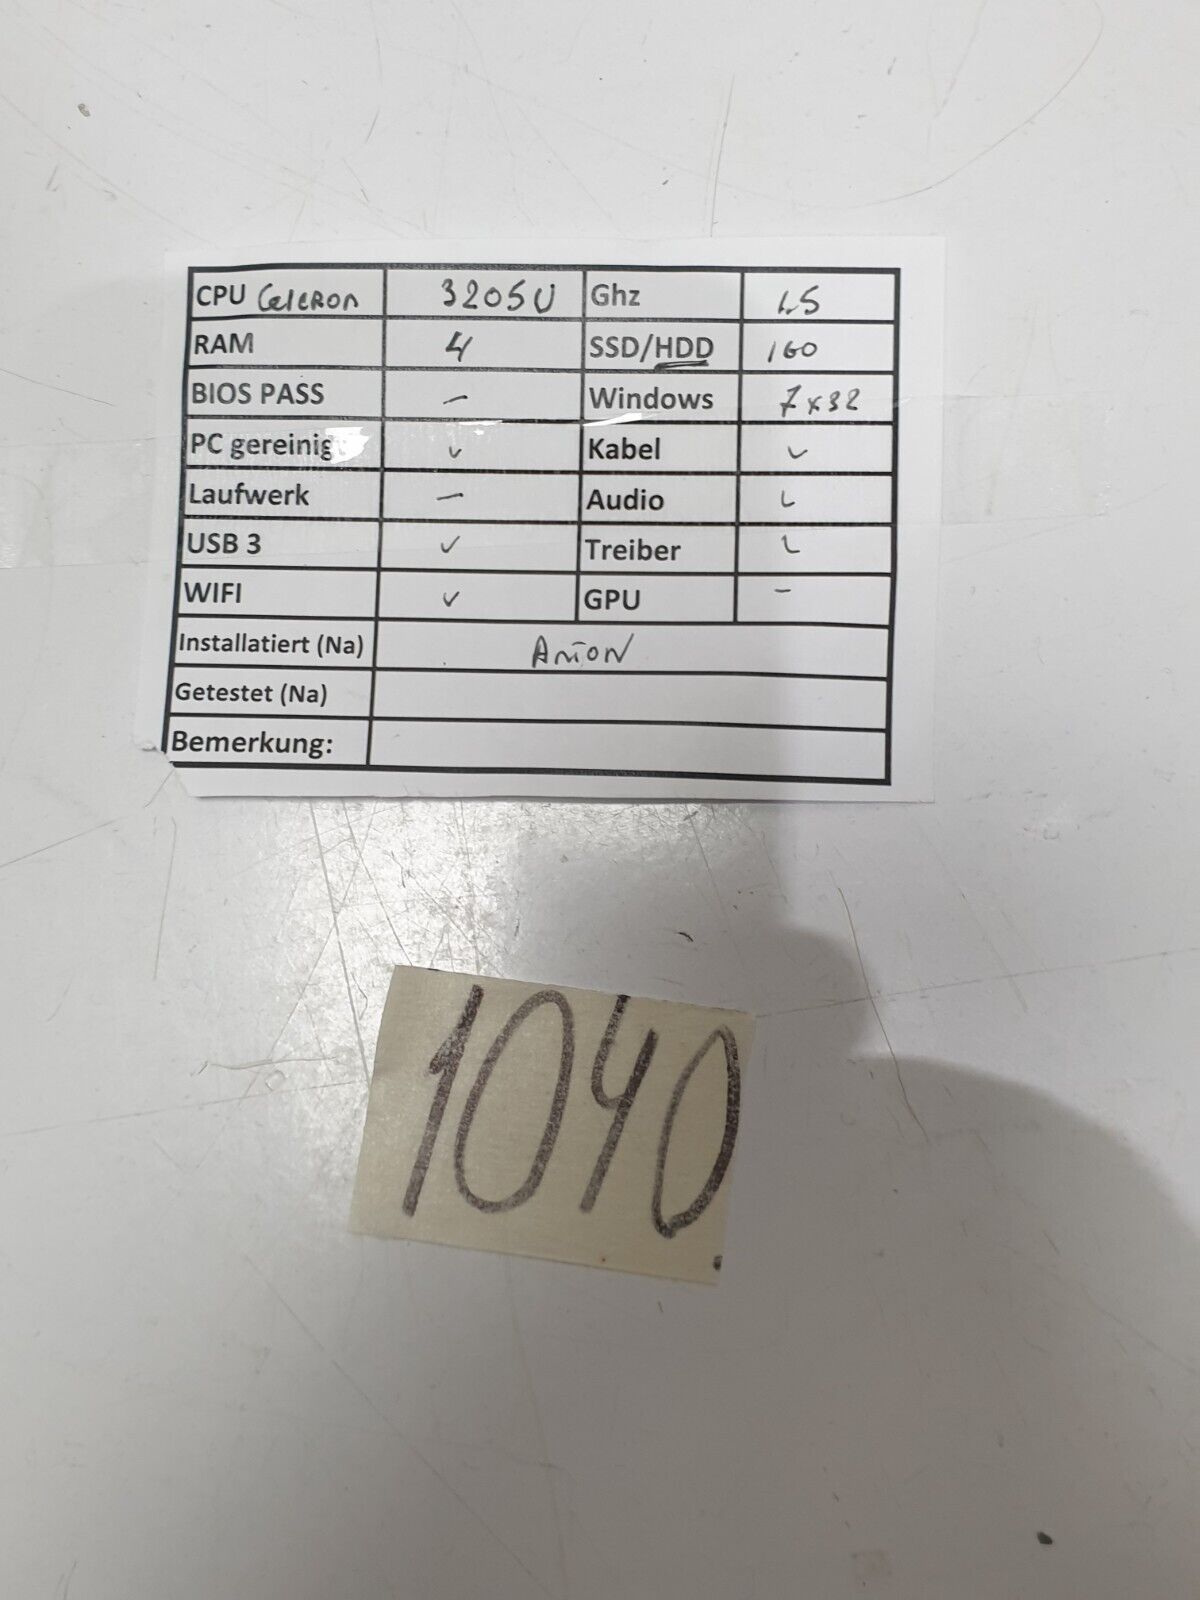 CPU Celeron 3205U Ghz 1.5
RAM 4 SSD/HDD 160
BIOS PASS – Windows 7x32
PC gereinigt ✓ Kabel ✓
Laufwerk – Audio ✓
USB 3 ✓ Treiber ✓
WIFI ✓ GPU –
Installatiert (Na) Anton
Getestet (Na)
Bemerkung:
1040